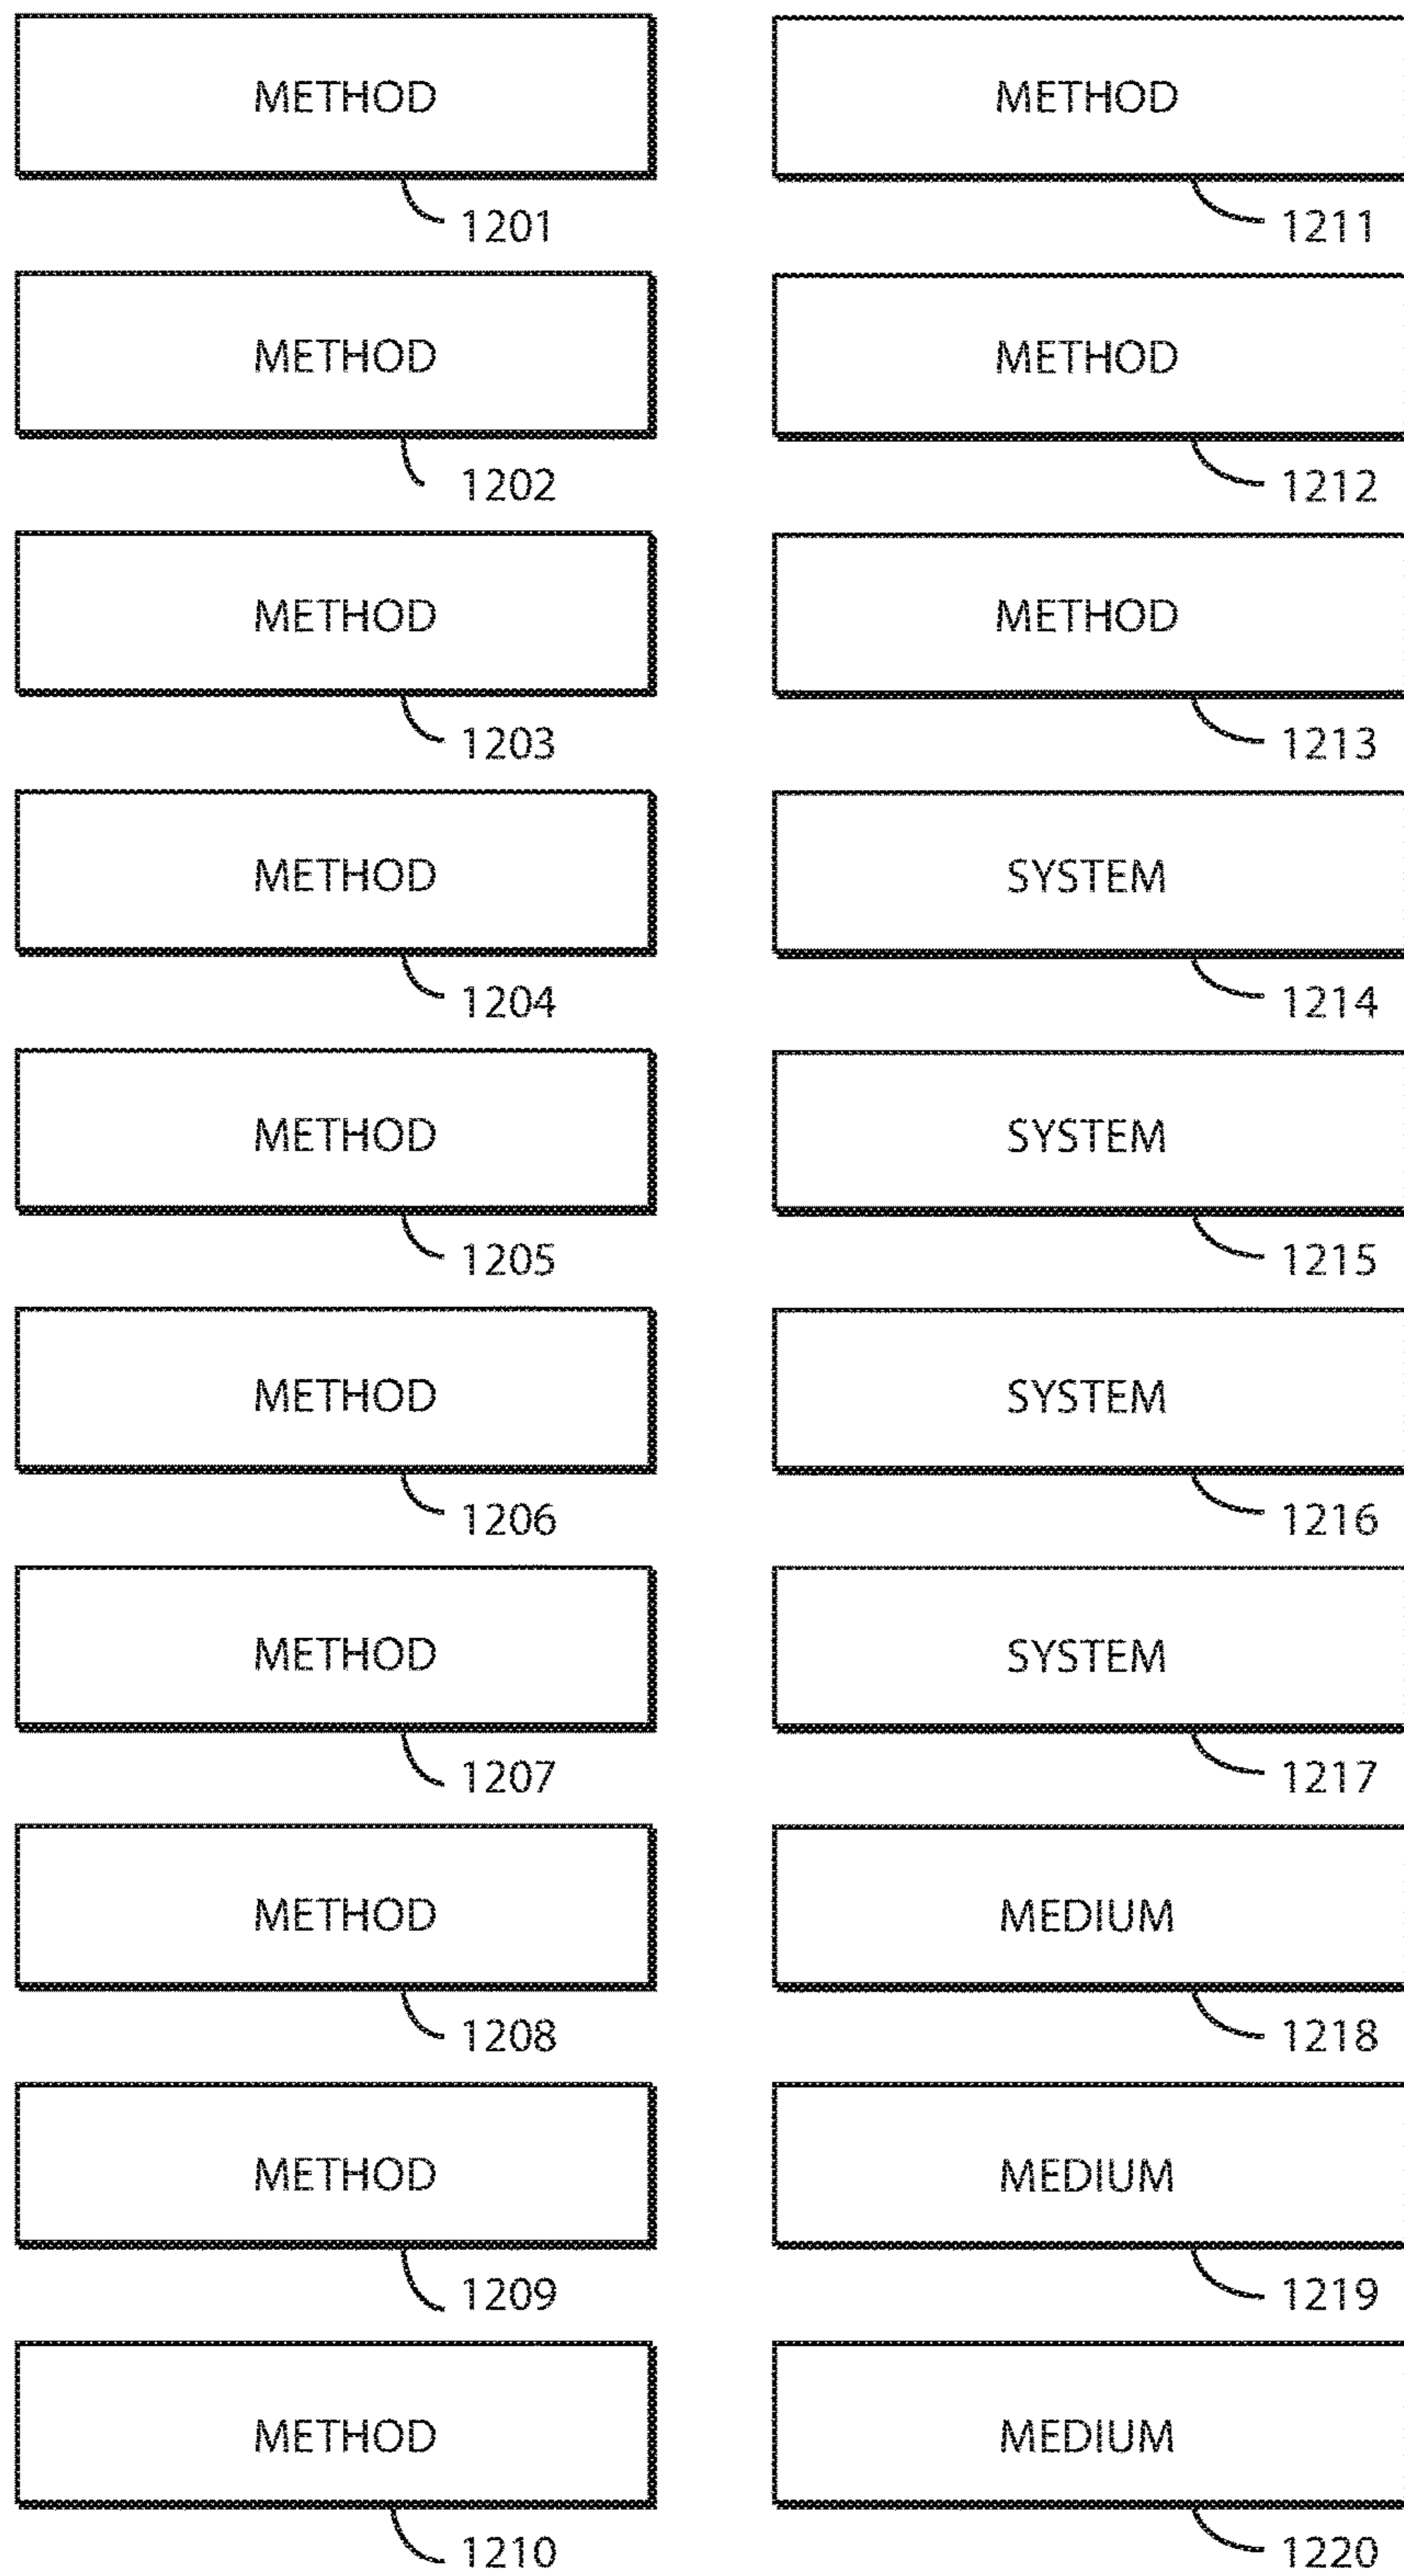 METHOD
1201
METHOD
1202
METHOD
1203
METHOD
1204
METHOD
1205
METHOD
1206
METHOD
1207
METHOD
1208
METHOD
1209
METHOD
1210
METHOD
1211
METHOD
1212
METHOD
1213
SYSTEM
1214
SYSTEM
1215
SYSTEM
1216
SYSTEM
1217
MEDIUM
1218
MEDIUM
1219
MEDIUM
1220